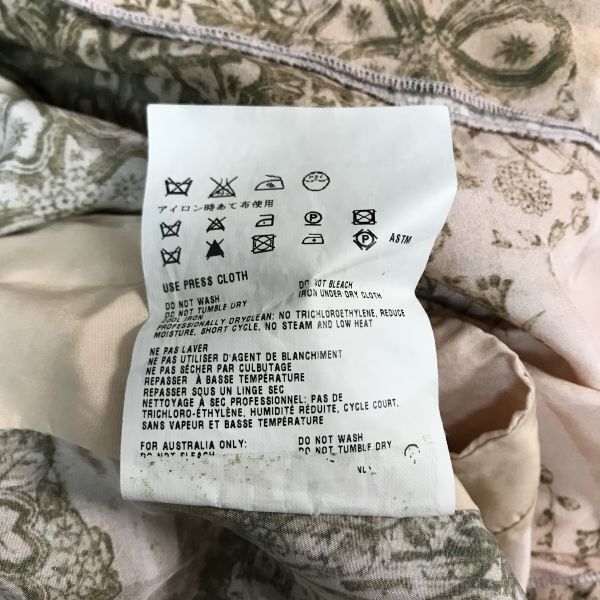 アイロン時あて布使用
P
P ASTM
USE PRESS CLOTH
DO NOT WASH DO NOT BLEACH
DO NOT TUMBLE DRY IRON UNDER DRY CLOTH
COOL IRON
PROFESSIONALLY DRYCLEAN: NO TRICHLOROETHYLENE, REDUCE
MOISTURE, SHORT CYCLE, NO STEAM AND LOW HEAT
NE PAS LAVER
NE PAS UTILISER D'AGENT DE BLANCHIMENT
NE PAS SÉCHER PAR CULBUTAGE
REPASSER À BASSE TEMPÉRATURE
REPASSER SOUS UN LINGE SEC
NETTOYAGE À SEC PROFESSIONNEL: PAS DE
TRICHLORO-ÉTHYLÈNE, HUMIDITÉ RÉDUITE, CYCLE COURT,
SANS VAPEUR ET BASSE TEMPÉRATURE
FOR AUSTRALIA ONLY: DO NOT WASH
DO NOT BLEACH DO NOT TUMBLE DRY